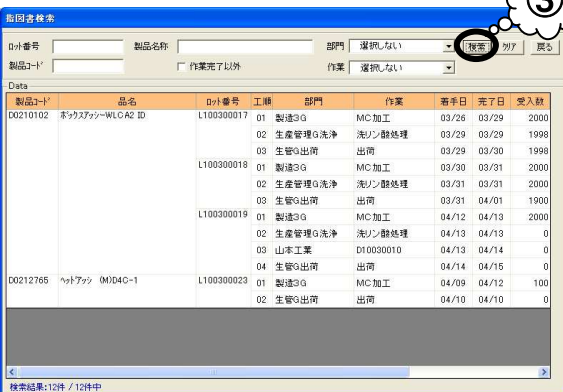 ③
指図書検索
ロット番号 製品名称 部門 選択しない 検索 クリア 戻る
製品コード 作業完了以外 作業 選択しない
Data
製品コード 品名 ロット番号 工順 部門 作業 着手日 完了日 受入数
D0210102 ボックスアッシーWLCA2 ID L100300017 01 製造3G MC加工 03/26 03/29 2000
02 生産管理G洗浄 洗リン酸処理 03/29 03/29 1998
03 生管G出荷 出荷 03/29 03/30 1998
L100300018 01 製造3G MC加工 03/30 03/31 2000
02 生産管理G洗浄 洗リン酸処理 03/31 03/31 2000
03 生管G出荷 出荷 03/31 04/01 1900
L100300019 01 製造3G MC加工 04/12 04/13 2000
02 生産管理G洗浄 洗リン酸処理 04/13 04/13 0
03 山本工業 D10030010 04/13 04/14 0
04 生管G出荷 出荷 04/14 04/15 0
D0212765 ヘットアッシ (M)D4C-1 L100300023 01 製造3G MC加工 04/09 04/12 100
02 生管G出荷 出荷 04/10 04/10 0
検索結果:12件 / 12件中